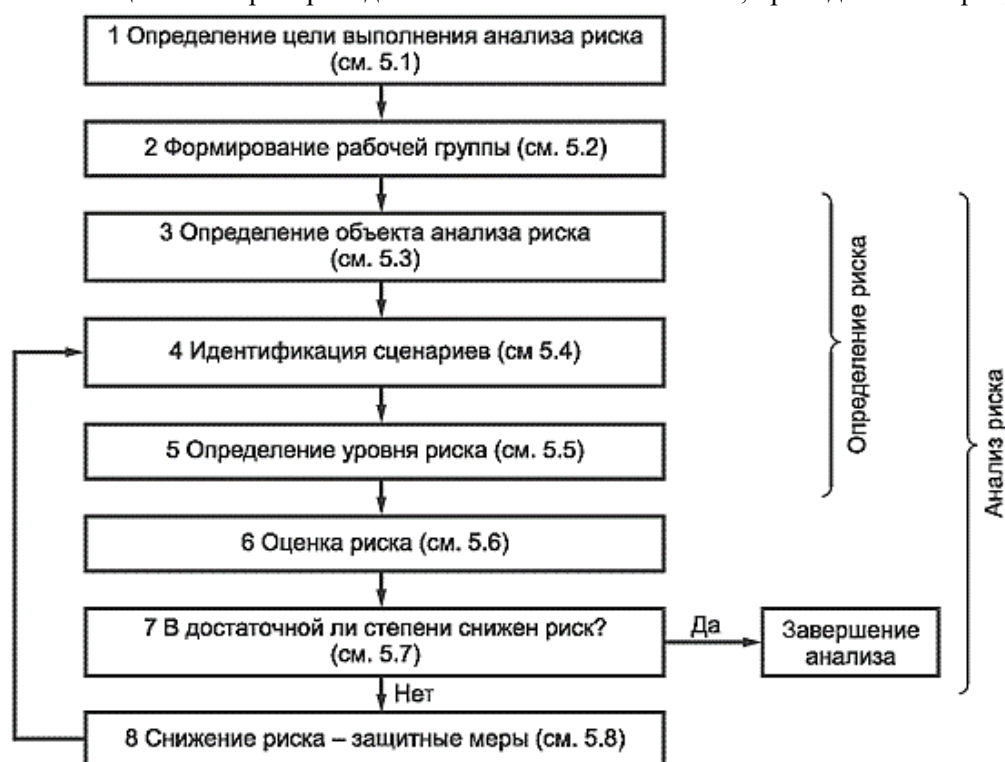 1 Определение цели выполнения анализа риска
(см. 5.1)
2 Формирование рабочей группы (см. 5.2)
3 Определение объекта анализа риска
(см. 5.3)
4 Идентификация сценариев (см 5.4)
5 Определение уровня риска (см. 5.5)
6 Оценка риска (см. 5.6)
7 В достаточной ли степени снижен риск?
(см. 5.7)
Да
Завершение
анализа
Нет
8 Снижение риска – защитные меры (см. 5.8)
Определение риска
Анализ риска